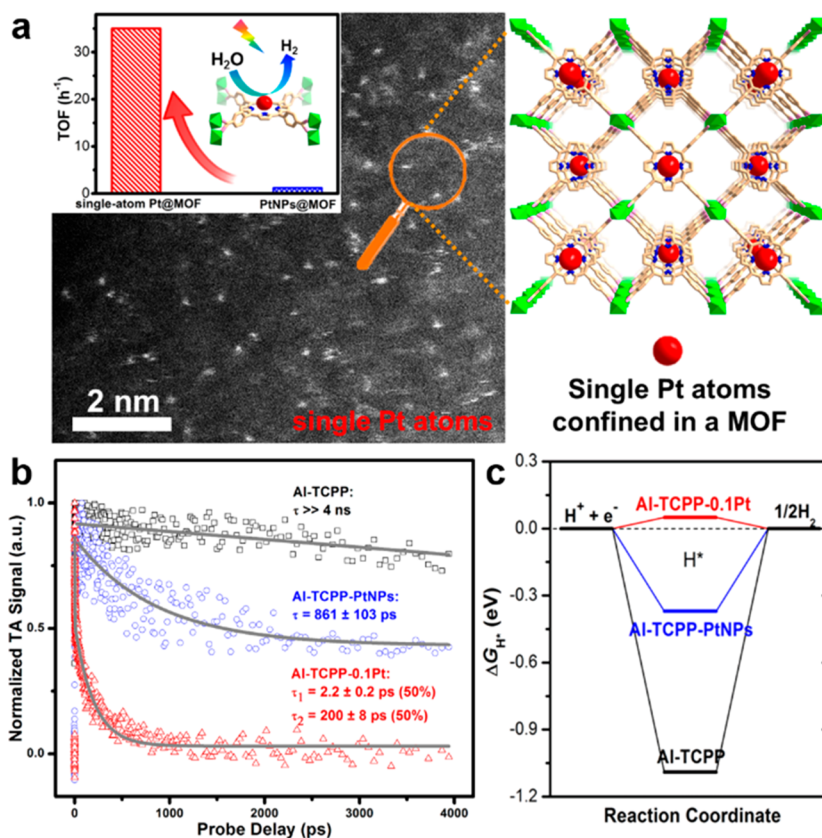 a
TOF (h⁻¹)
30
20
10
0
H₂O
H₂
single-atom Pt@MOF
PtNPs@MOF
2 nm
single Pt atoms
Single Pt atoms
confined in a MOF
b
Normalized TA Signal (a.u.)
1.0
0.5
0.0
Al-TCPP:
τ >> 4 ns
Al-TCPP-PtNPs:
τ = 861 ± 103 ps
Al-TCPP-0.1Pt:
τ₁ = 2.2 ± 0.2 ps (50%)
τ₂ = 200 ± 8 ps (50%)
0 1000 2000 3000 4000
Probe Delay (ps)
c
ΔG_H* (eV)
0.3
0.0
-0.3
-0.6
-0.9
-1.2
Al-TCPP-0.1Pt
H⁺ + e⁻
1/2H₂
H*
Al-TCPP-PtNPs
Al-TCPP
Reaction Coordinate